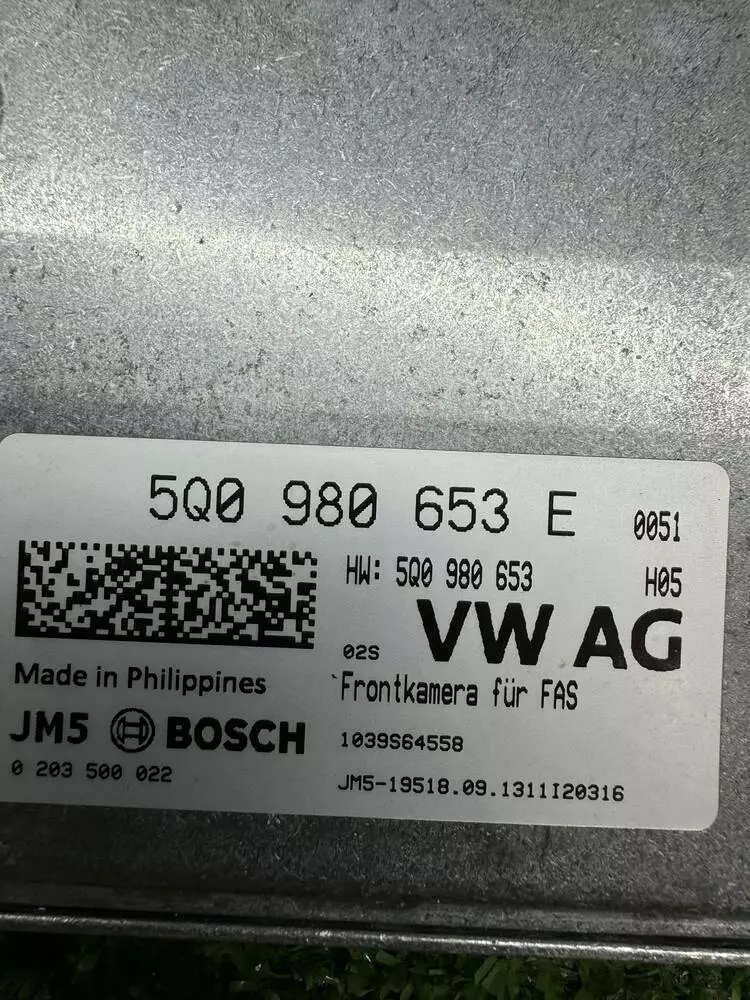 5Q0 980 653 E 0051
HW: 5Q0 980 653 H05
02S VW AG
Made in Philippines
Frontkamera für FAS
JM5 BOSCH
1039S64558
0 203 500 022
JM5-19518.09.1311I20316